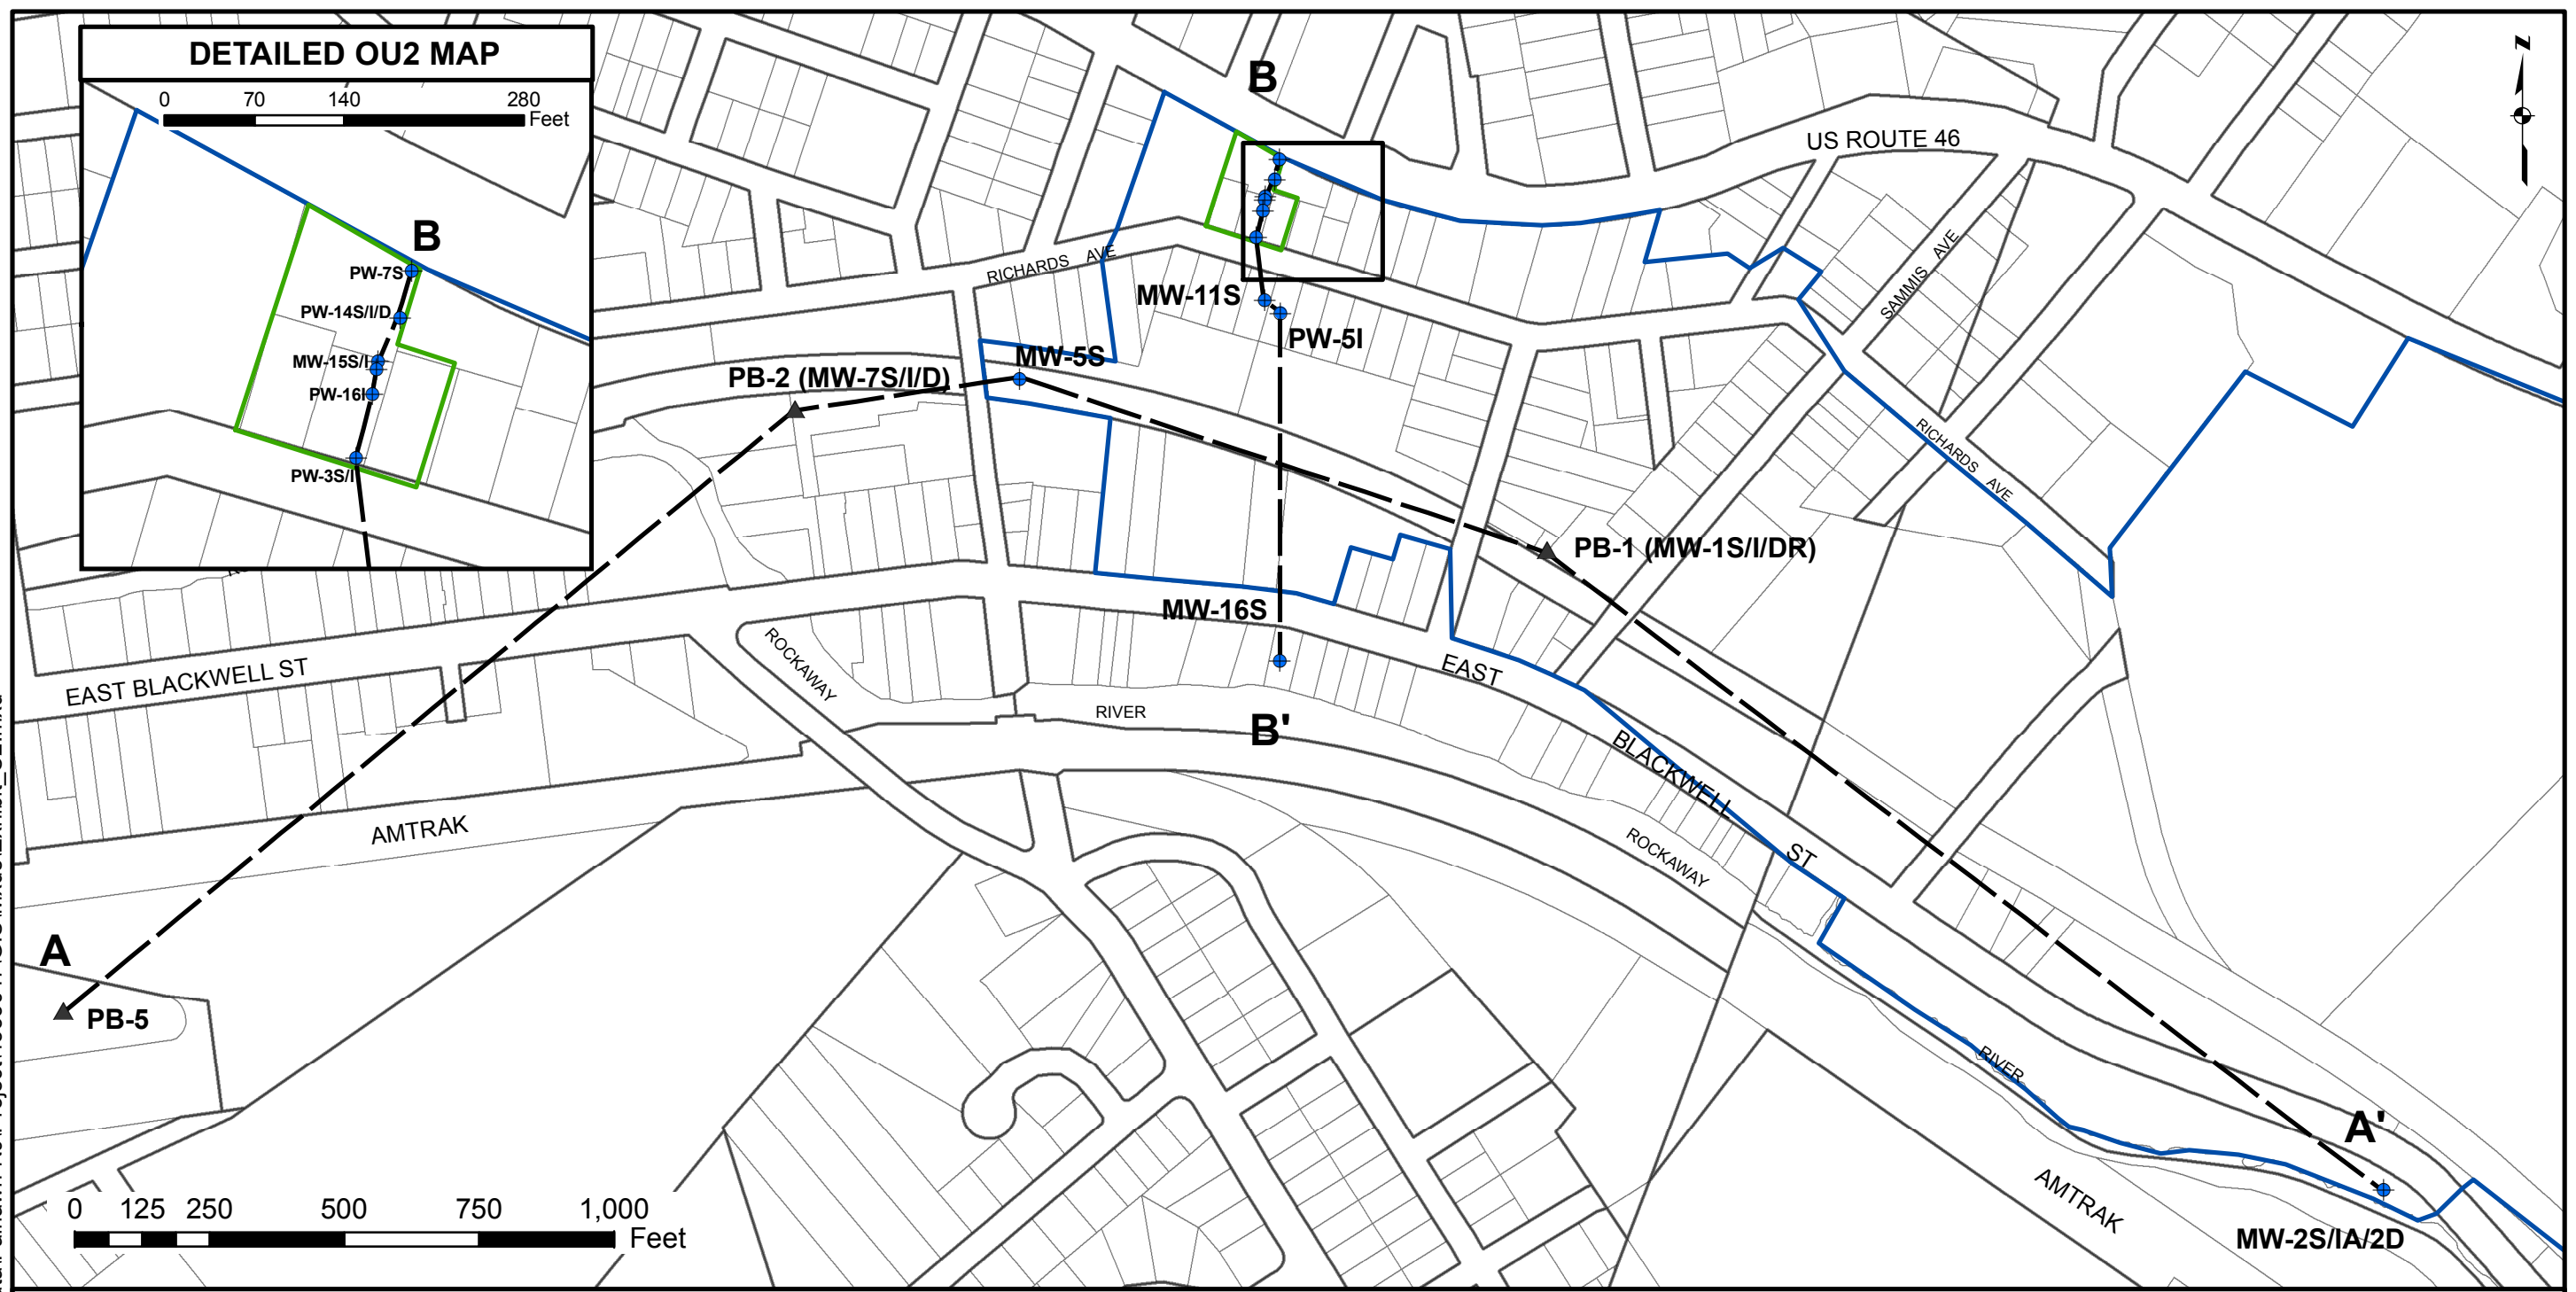 DETAILED OU2 MAP
0 70 140 280
Feet
B
PW-7S
PW-14S/I/D
MW-15S/I
PW-16I
PW-3S/I
N
B
US ROUTE 46
RICHARDS AVE
SAMMIS AVE
MW-11S
PW-5I
MW-5S
PB-2 (MW-7S/I/D)
RICHARDS AVE
PB-1 (MW-1S/I/DR)
MW-16S
EAST BLACKWELL ST
ROCKAWAY
RIVER
B'
EAST
BLACKWELL
ST
ROCKAWAY
AMTRAK
A
PB-5
RIVER
A'
AMTRAK
MW-2S/IA/2D
0 125 250 500 750 1,000
Feet